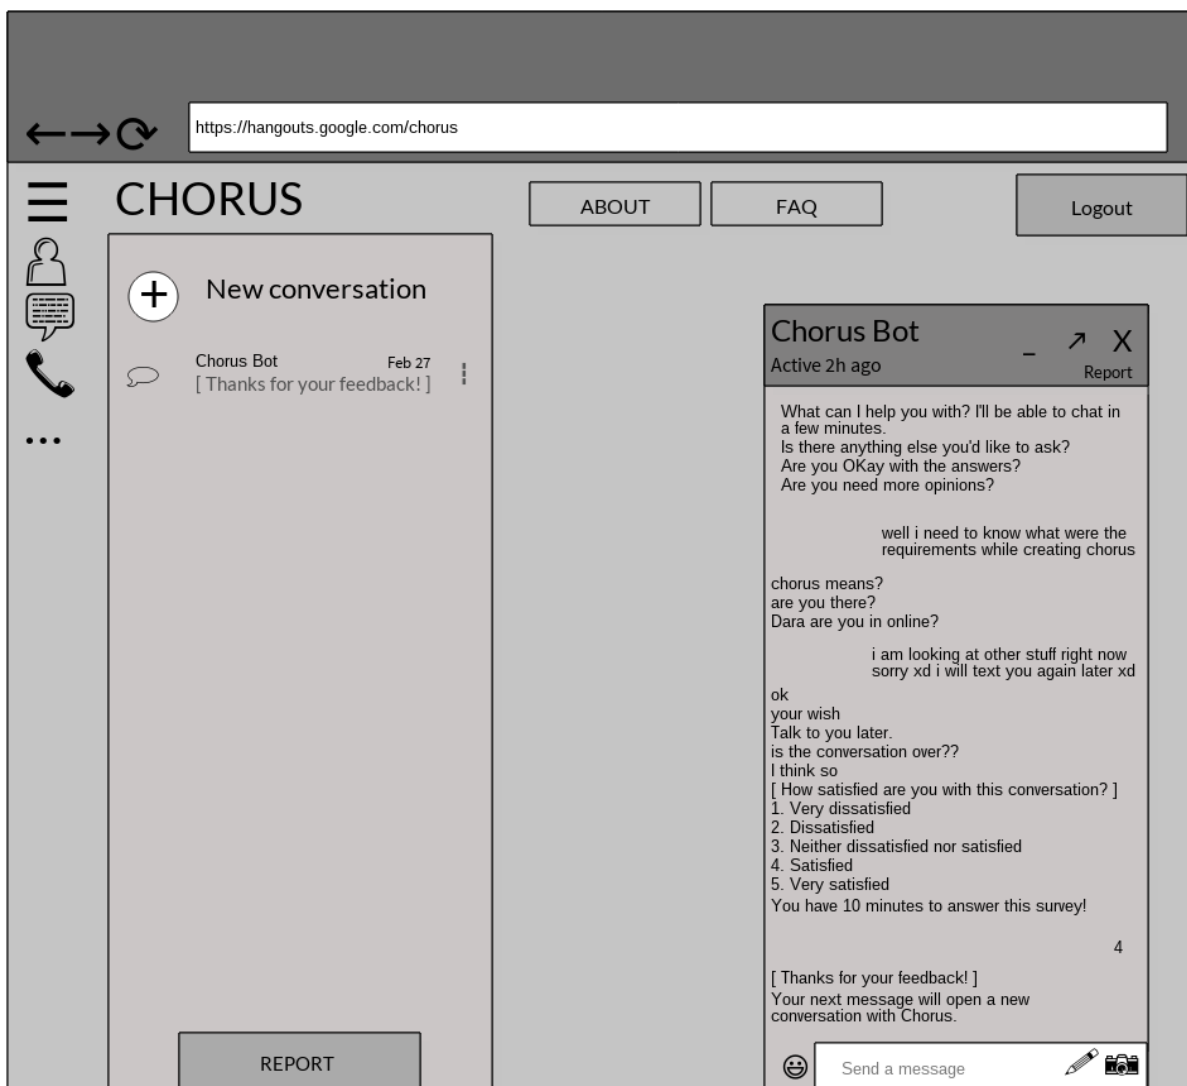 https://hangouts.google.com/chorus
CHORUS
ABOUT
FAQ
Logout
New conversation
Chorus Bot
Feb 27
[ Thanks for your feedback! ]
REPORT
Chorus Bot
_
X
Active 2h ago
Report
What can I help you with? I'll be able to chat in
a few minutes.
Is there anything else you'd like to ask?
Are you OKay with the answers?
Are you need more opinions?
well i need to know what were the
requirements while creating chorus
chorus means?
are you there?
Dara are you in online?
i am looking at other stuff right now
sorry xd i will text you again later xd
ok
your wish
Talk to you later.
is the conversation over??
I think so
[ How satisfied are you with this conversation? ]
1. Very dissatisfied
2. Dissatisfied
3. Neither dissatisfied nor satisfied
4. Satisfied
5. Very satisfied
You have 10 minutes to answer this survey!
4
[ Thanks for your feedback! ]
Your next message will open a new
conversation with Chorus.
Send a message